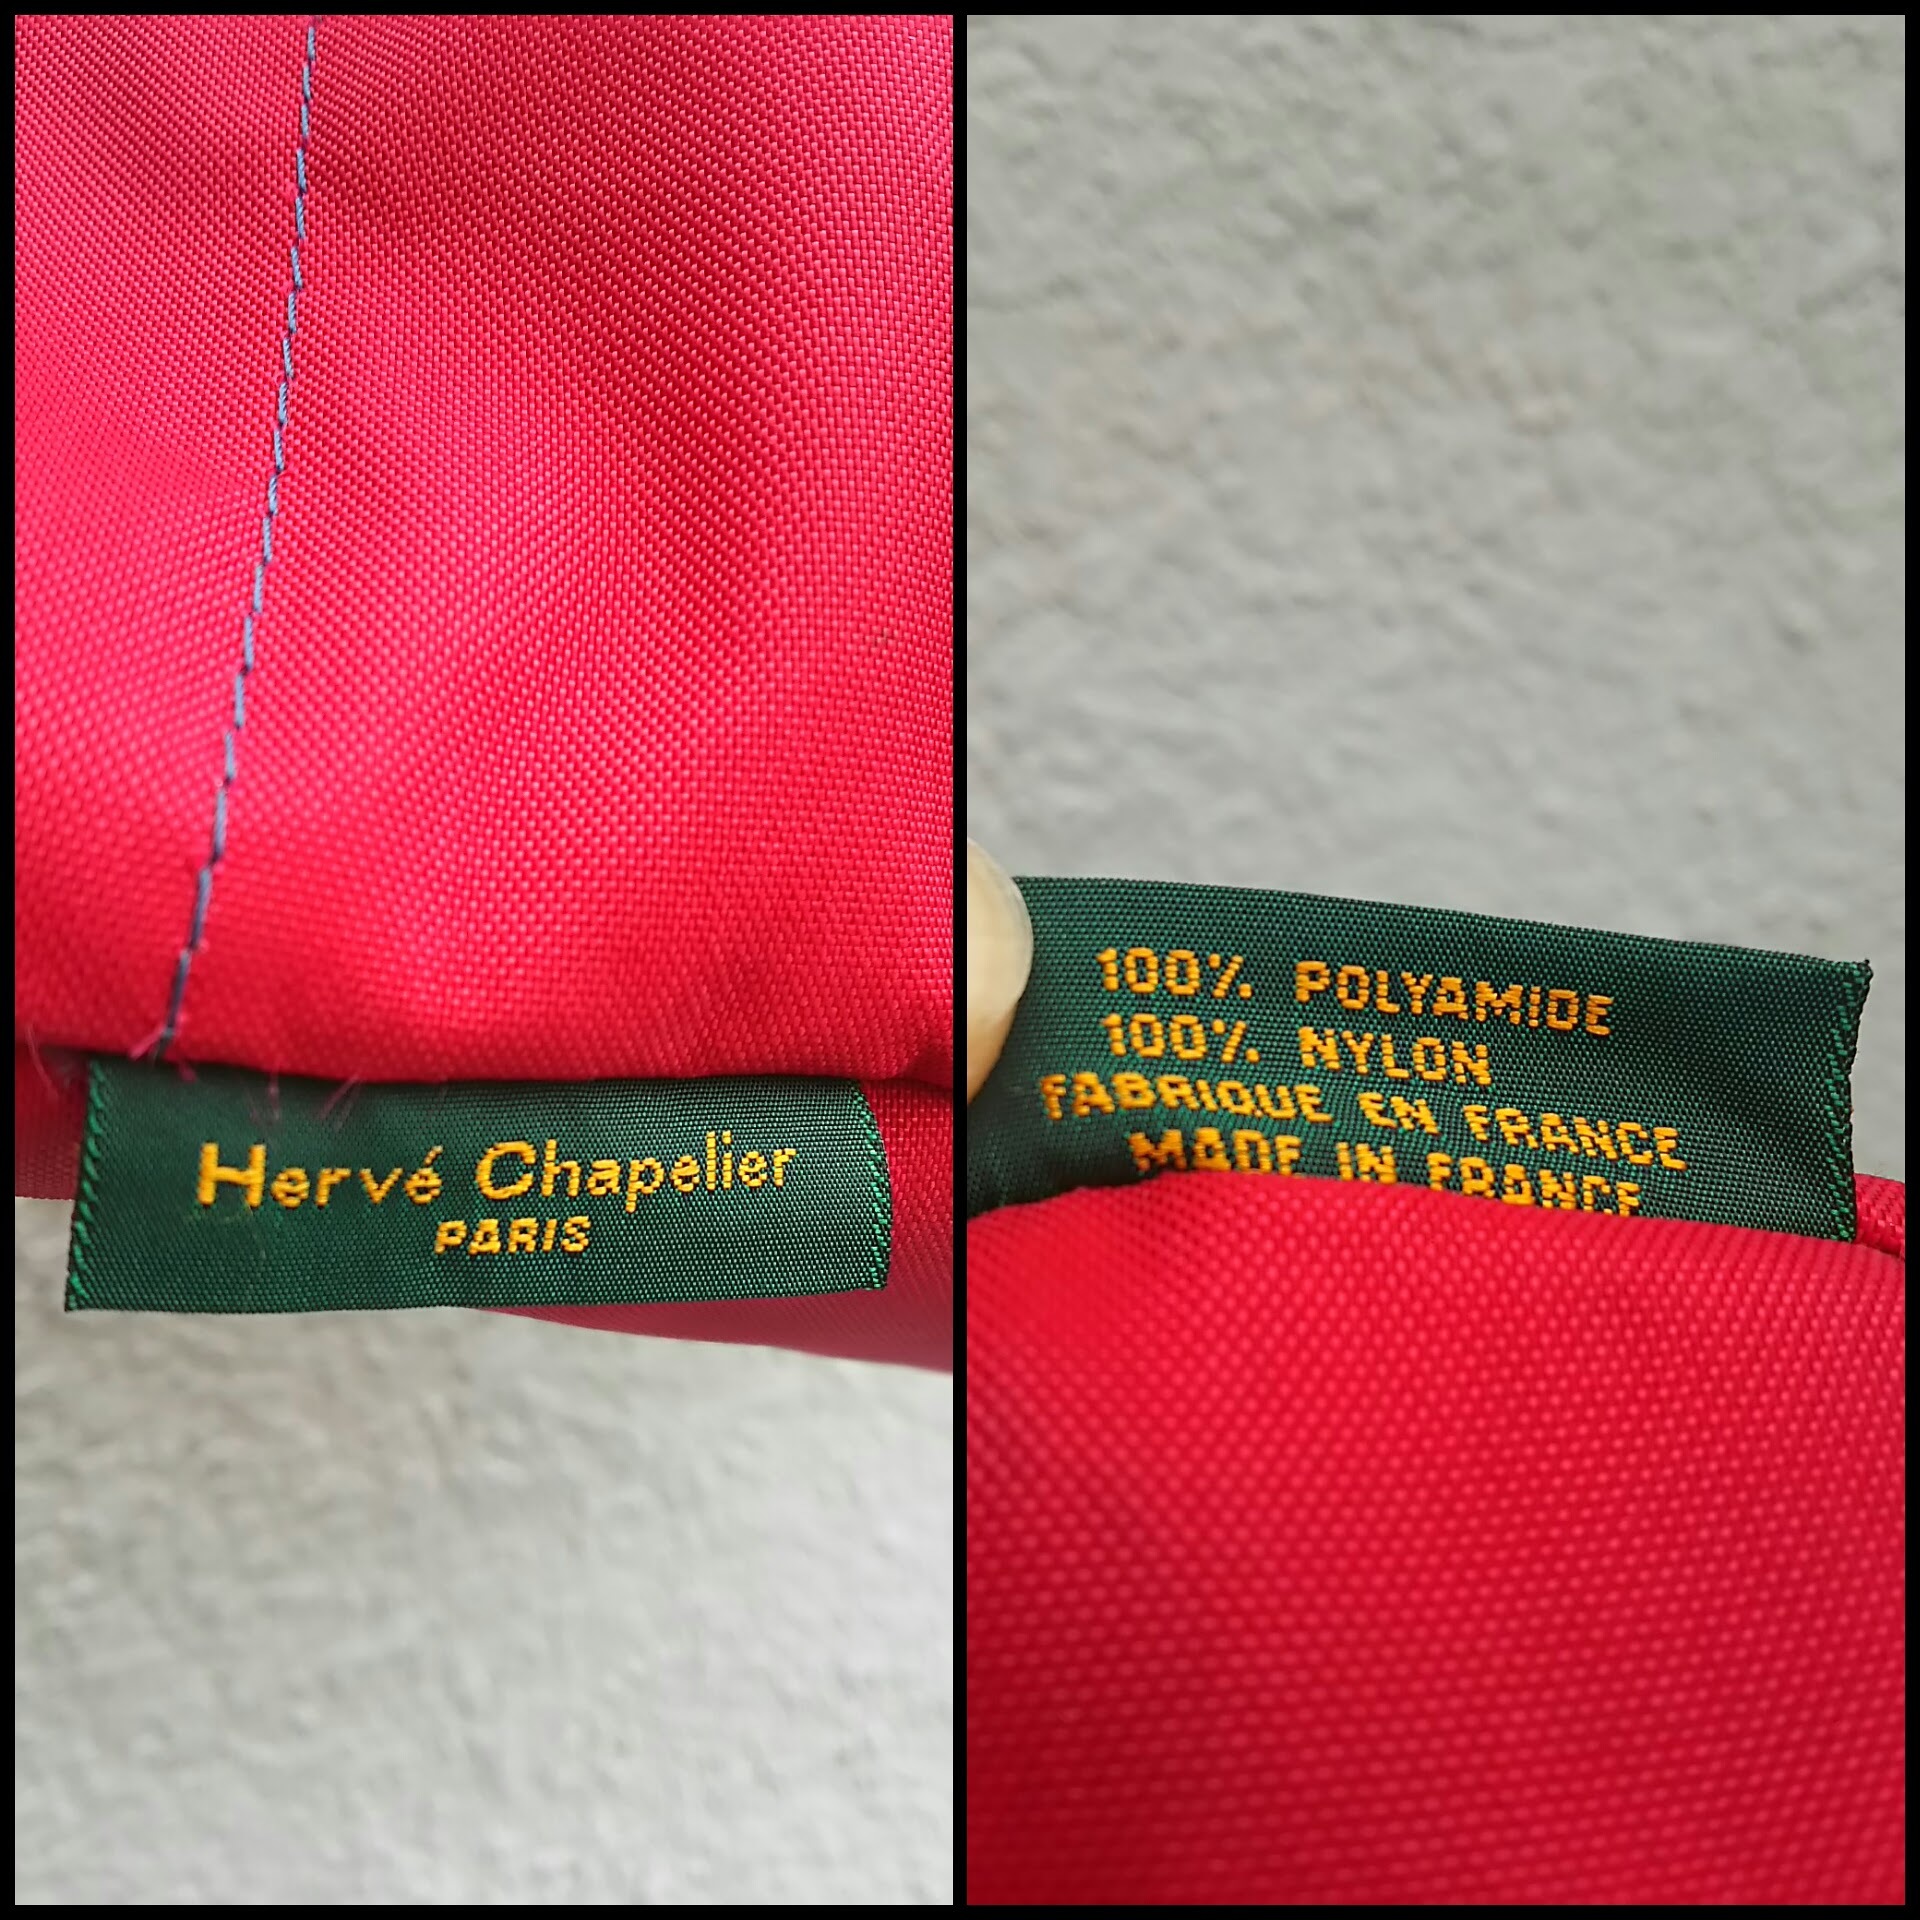 Hervé Chapelier
PARIS
100% POLYAMIDE
100% NYLON
FABRIQUE EN FRANCE
MADE IN FRANCE